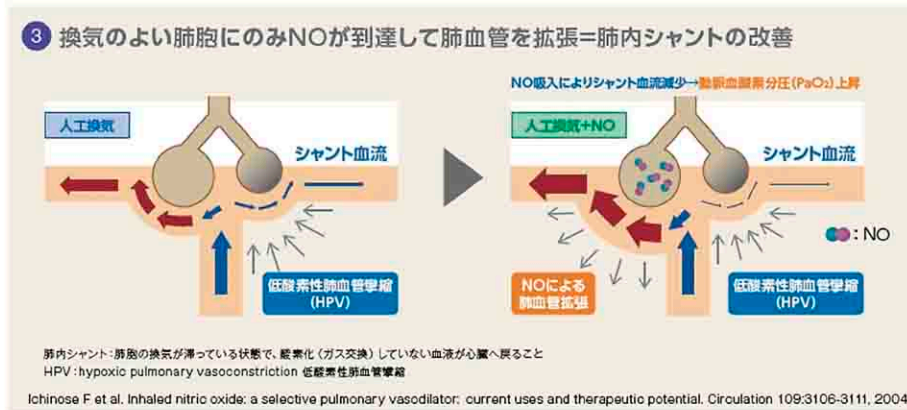 3 換気のよい肺胞にのみNOが到達して肺血管を拡張=肺内シャントの改善
人工換気
シャント血流
低酸素性肺血管攣縮
(HPV)
NO吸入によりシャント血流減少→動脈血酸素分圧(PaO₂)上昇
人工換気+NO
シャント血流
:NO
NOによる
肺血管拡張
低酸素性肺血管攣縮
(HPV)
肺内シャント:肺胞の換気が滞っている状態で、酸素化(ガス交換)していない血液が心臓へ戻ること
HPV:hypoxic pulmonary vasoconstriction 低酸素性肺血管攣縮
Ichinose F et al. Inhaled nitric oxide: a selective pulmonary vasodilator: current uses and therapeutic potential. Circulation 109:3106-3111, 2004